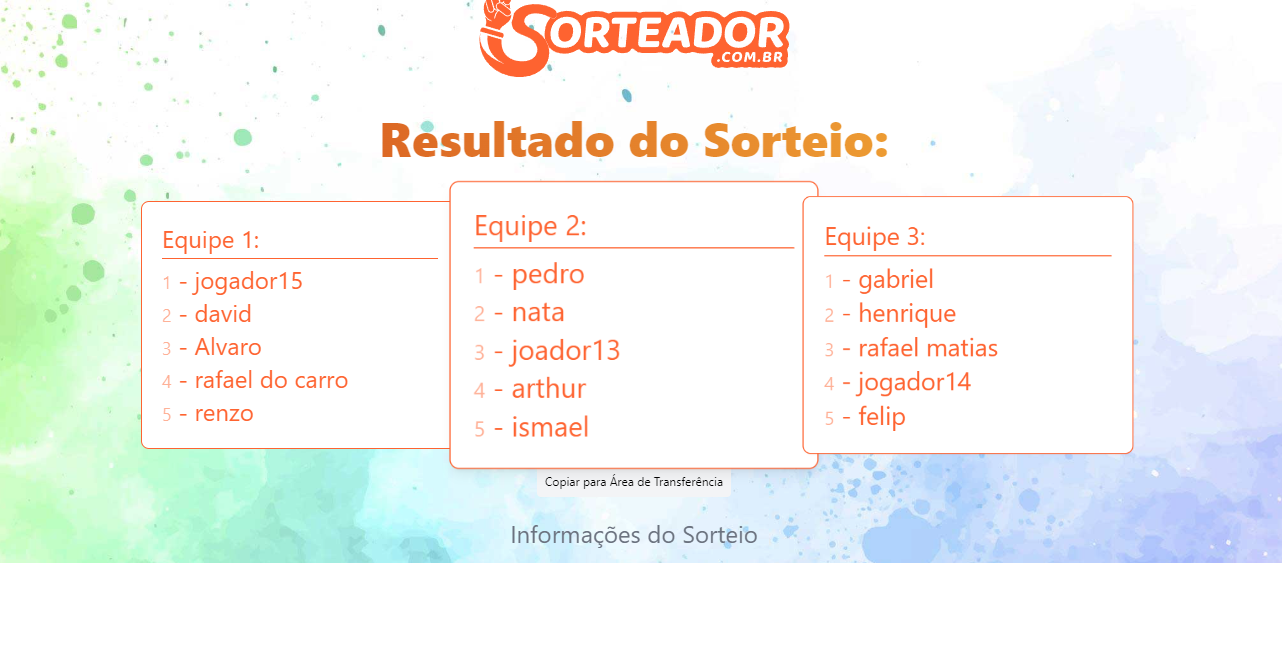 SORTEADOR
.COM.BR
Resultado do Sorteio:
Equipe 1:
1 - jogador15
2 - david
3 - Alvaro
4 - rafael do carro
5 - renzo
Equipe 2:
1 - pedro
2 - nata
3 - joador13
4 - arthur
5 - ismael
Equipe 3:
1 - gabriel
2 - henrique
3 - rafael matias
4 - jogador14
5 - felip
Copiar para Área de Transferência
Informações do Sorteio